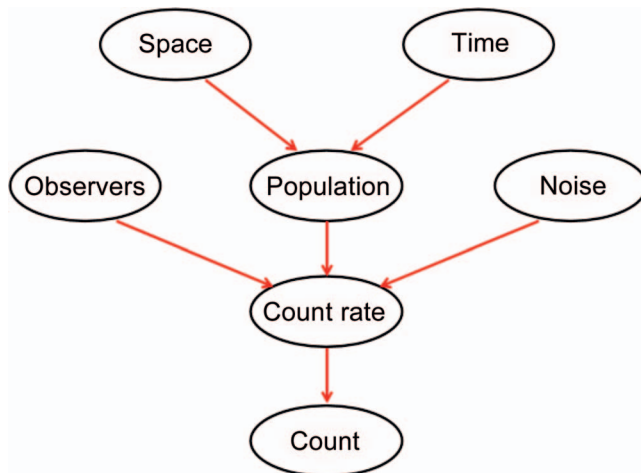 Space
Time
Observers
Population
Noise
Count rate
Count